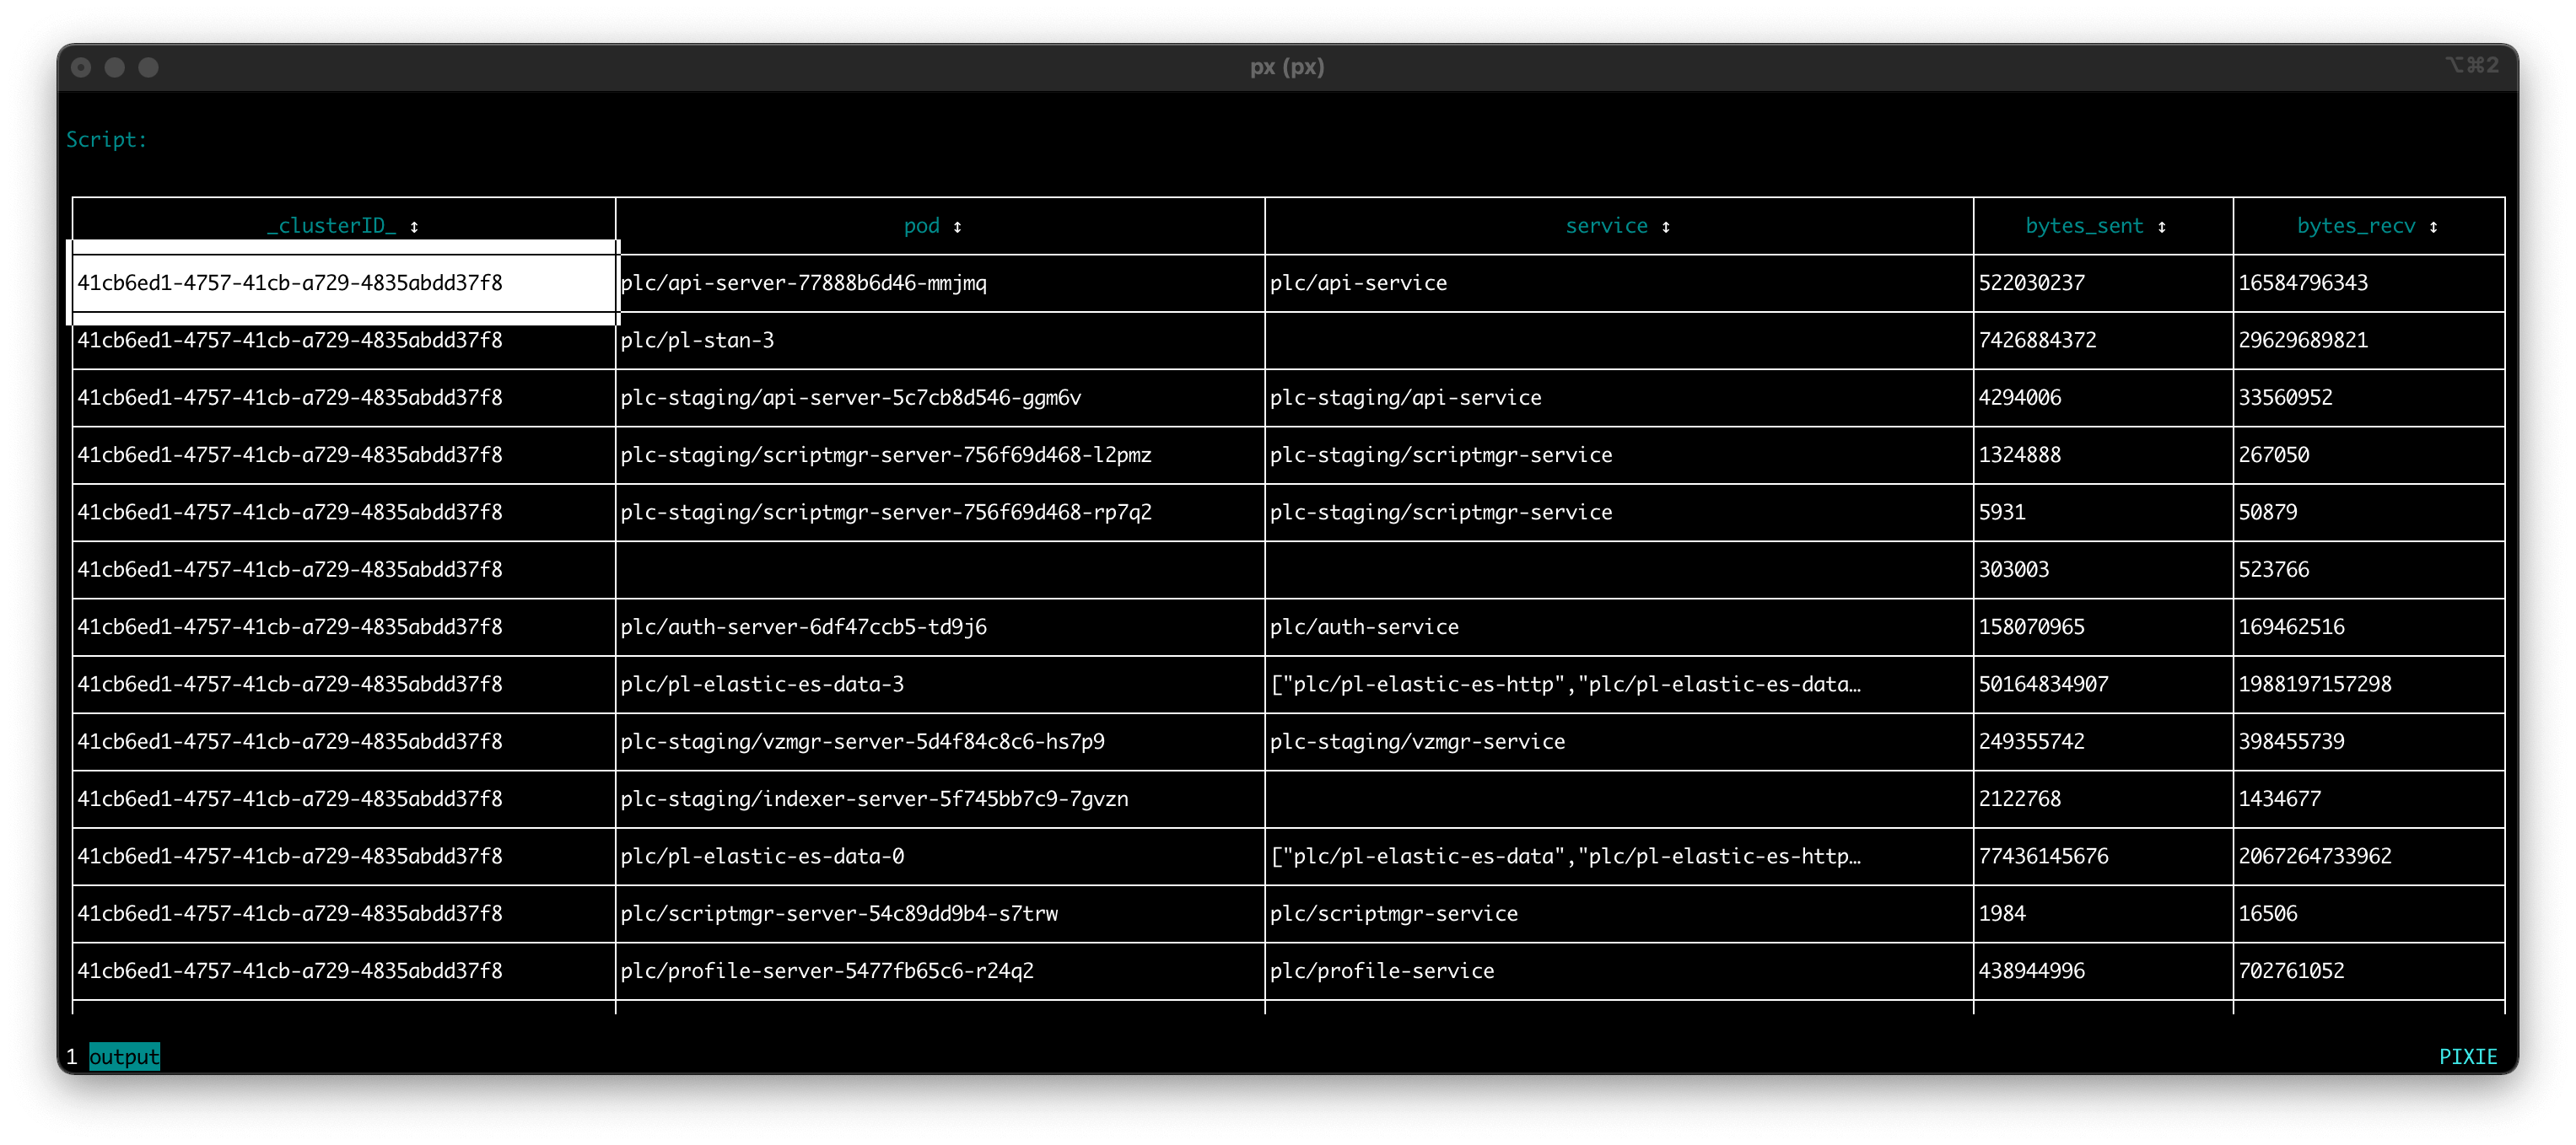 px (px)
⌥⌘2
Script:
_clusterID_ ↕ pod ↕ service ↕ bytes_sent ↕ bytes_recv ↕
41cb6ed1-4757-41cb-a729-4835abdd37f8 plc/api-server-77888b6d46-mmjmq plc/api-service 522030237 16584796343
41cb6ed1-4757-41cb-a729-4835abdd37f8 plc/pl-stan-3 7426884372 29629689821
41cb6ed1-4757-41cb-a729-4835abdd37f8 plc-staging/api-server-5c7cb8d546-ggm6v plc-staging/api-service 4294006 33560952
41cb6ed1-4757-41cb-a729-4835abdd37f8 plc-staging/scriptmgr-server-756f69d468-l2pmz plc-staging/scriptmgr-service 1324888 267050
41cb6ed1-4757-41cb-a729-4835abdd37f8 plc-staging/scriptmgr-server-756f69d468-rp7q2 plc-staging/scriptmgr-service 5931 50879
41cb6ed1-4757-41cb-a729-4835abdd37f8 303003 523766
41cb6ed1-4757-41cb-a729-4835abdd37f8 plc/auth-server-6df47ccb5-td9j6 plc/auth-service 158070965 169462516
41cb6ed1-4757-41cb-a729-4835abdd37f8 plc/pl-elastic-es-data-3 ["plc/pl-elastic-es-http","plc/pl-elastic-es-data… 50164834907 1988197157298
41cb6ed1-4757-41cb-a729-4835abdd37f8 plc-staging/vzmgr-server-5d4f84c8c6-hs7p9 plc-staging/vzmgr-service 249355742 398455739
41cb6ed1-4757-41cb-a729-4835abdd37f8 plc-staging/indexer-server-5f745bb7c9-7gvzn 2122768 1434677
41cb6ed1-4757-41cb-a729-4835abdd37f8 plc/pl-elastic-es-data-0 ["plc/pl-elastic-es-data","plc/pl-elastic-es-http… 77436145676 2067264733962
41cb6ed1-4757-41cb-a729-4835abdd37f8 plc/scriptmgr-server-54c89dd9b4-s7trw plc/scriptmgr-service 1984 16506
41cb6ed1-4757-41cb-a729-4835abdd37f8 plc/profile-server-5477fb65c6-r24q2 plc/profile-service 438944996 702761052
1 output PIXIE